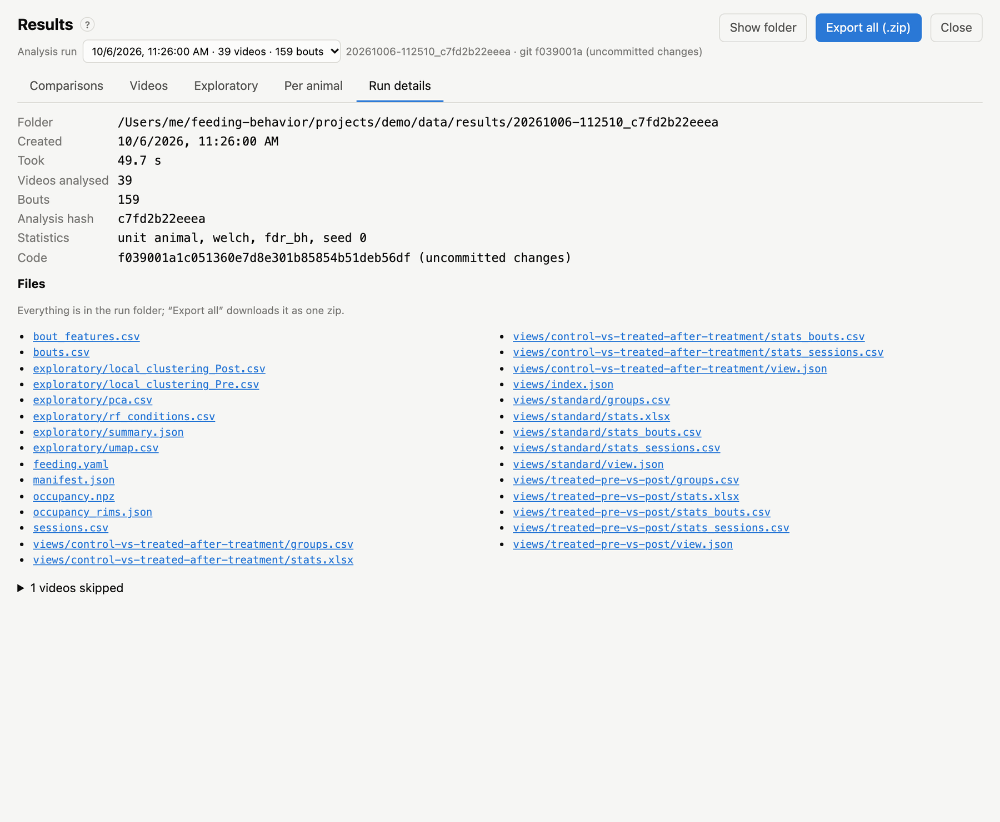 Results ?
Show folder
Export all (.zip)
Close
Analysis run
10/6/2026, 11:26:00 AM · 39 videos · 159 bouts
20261006-112510_c7fd2b22eeea · git f039001a (uncommitted changes)
Comparisons
Videos
Exploratory
Per animal
Run details
Folder /Users/me/feeding-behavior/projects/demo/data/results/20261006-112510_c7fd2b22eeea
Created 10/6/2026, 11:26:00 AM
Took 49.7 s
Videos analysed 39
Bouts 159
Analysis hash c7fd2b22eeea
Statistics unit animal, welch, fdr_bh, seed 0
Code f039001a1c051360e7d8e301b85854b51deb56df (uncommitted changes)
Files
Everything is in the run folder; “Export all” downloads it as one zip.
bout_features.csv
bouts.csv
exploratory/local_clustering_Post.csv
exploratory/local_clustering_Pre.csv
exploratory/pca.csv
exploratory/rf_conditions.csv
exploratory/summary.json
exploratory/umap.csv
feeding.yaml
manifest.json
occupancy.npz
occupancy_rims.json
sessions.csv
views/control-vs-treated-after-treatment/groups.csv
views/control-vs-treated-after-treatment/stats.xlsx
views/control-vs-treated-after-treatment/stats_bouts.csv
views/control-vs-treated-after-treatment/stats_sessions.csv
views/control-vs-treated-after-treatment/view.json
views/index.json
views/standard/groups.csv
views/standard/stats.xlsx
views/standard/stats_bouts.csv
views/standard/stats_sessions.csv
views/standard/view.json
views/treated-pre-vs-post/groups.csv
views/treated-pre-vs-post/stats.xlsx
views/treated-pre-vs-post/stats_bouts.csv
views/treated-pre-vs-post/stats_sessions.csv
views/treated-pre-vs-post/view.json
1 videos skipped